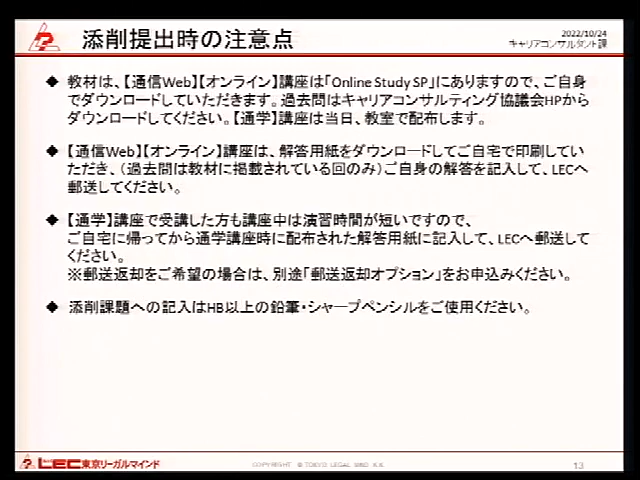 添削提出時の注意点
2022/10/24
キャリアコンサルタント課
◆ 教材は、【通信Web】【オンライン】講座は「Online Study SP」にありますので、ご自身
でダウンロードしていただきます。過去問はキャリアコンサルティング協議会HPから
ダウンロードしてください。【通学】講座は当日、教室で配布します。
◆ 【通信Web】【オンライン】講座は、解答用紙をダウンロードしてご自宅で印刷してい
ただき、（過去問は教材に掲載されている回のみ）ご自身の解答を記入して、LECへ
郵送してください。
◆ 【通学】講座で受講した方も講座中は演習時間が短いですので、
ご自宅に帰ってから通学講座時に配布された解答用紙に記入して、LECへ郵送して
ください。
※郵送返却をご希望の場合は、別途「郵送返却オプション」をお申込みください。
◆ 添削課題への記入はHB以上の鉛筆・シャープペンシルをご使用ください。
LEC東京リーガルマインド
COPYRIGHT © TOKYO LEGAL MIND K.K
13